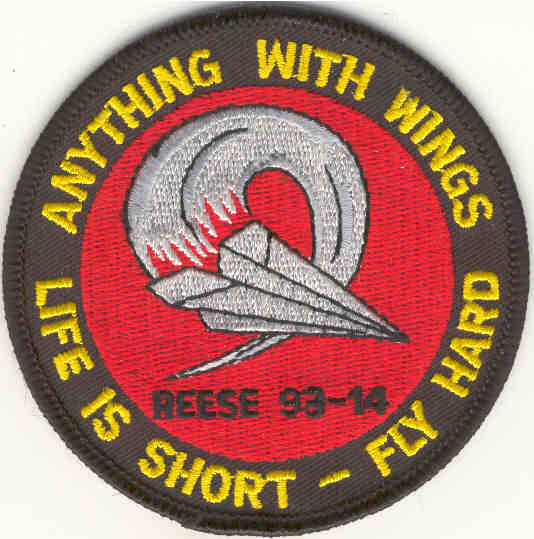 ANYTHING WITH WINGS
REESE 93-14
LIFE IS SHORT - FLY HARD